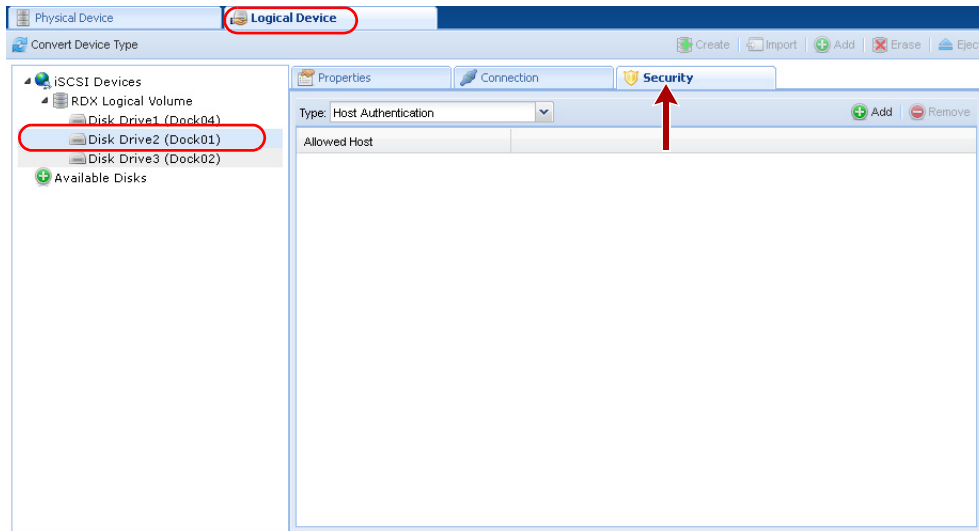 Physical Device
Logical Device
Convert Device Type
Create
Import
Add
Erase
Ejec
iSCSI Devices
RDX Logical Volume
Disk Drive1 (Dock04)
Disk Drive2 (Dock01)
Disk Drive3 (Dock02)
Available Disks
Properties
Connection
Security
Type: Host Authentication
Add
Remove
Allowed Host